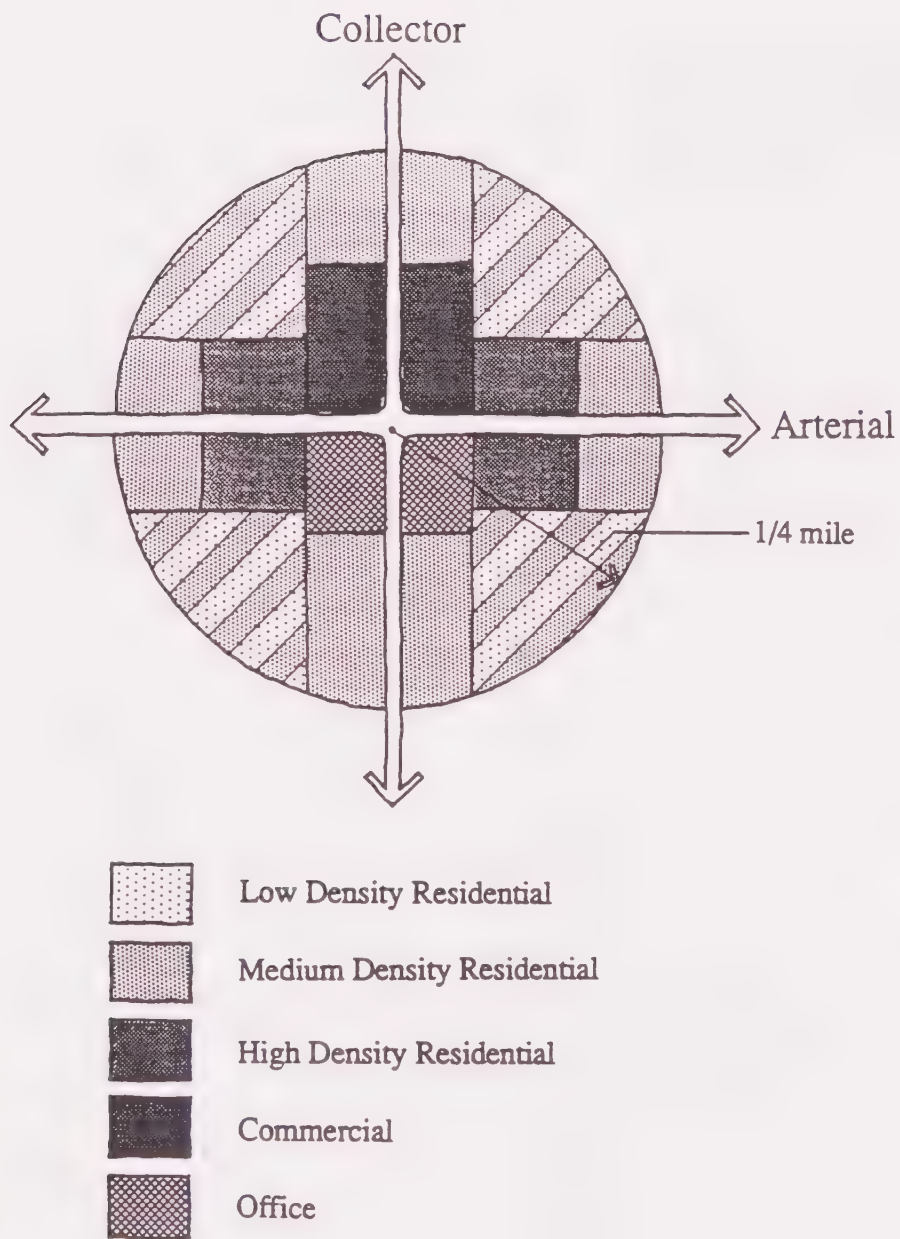 Collector
Arterial
1/4 mile
Low Density Residential
Medium Density Residential
High Density Residential
Commercial
Office